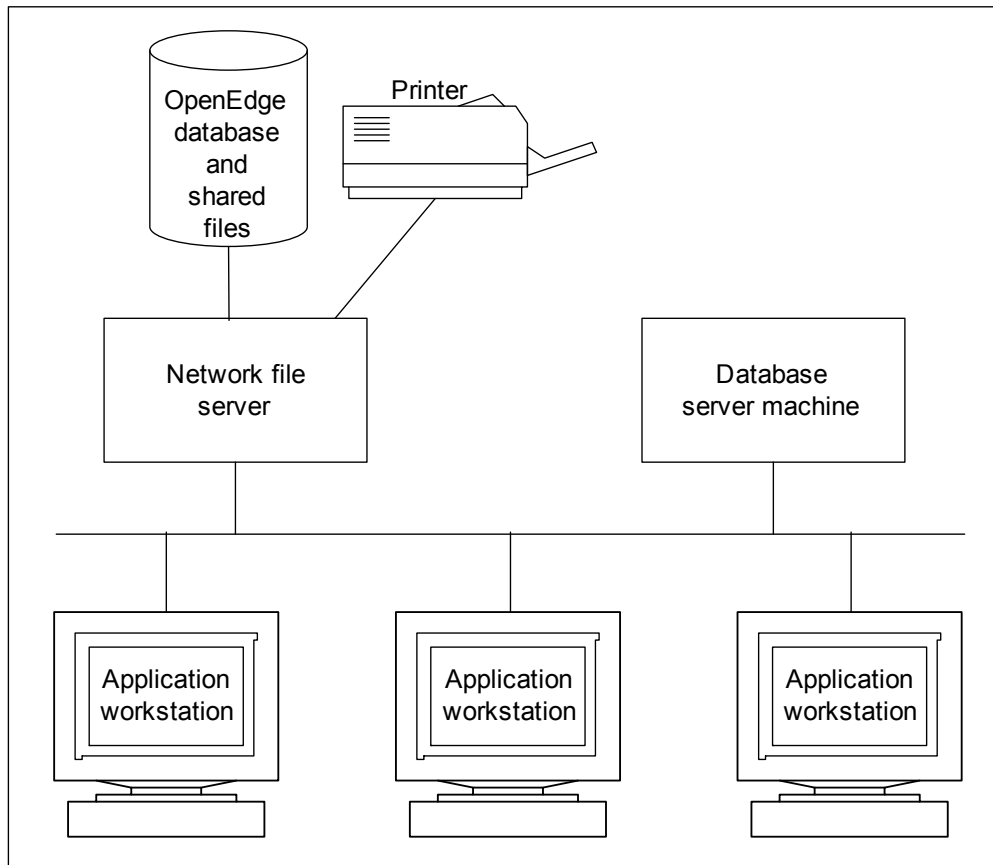 OpenEdge
database
and
shared
files
Printer
Network file
server
Database
server machine
Application
workstation
Application
workstation
Application
workstation